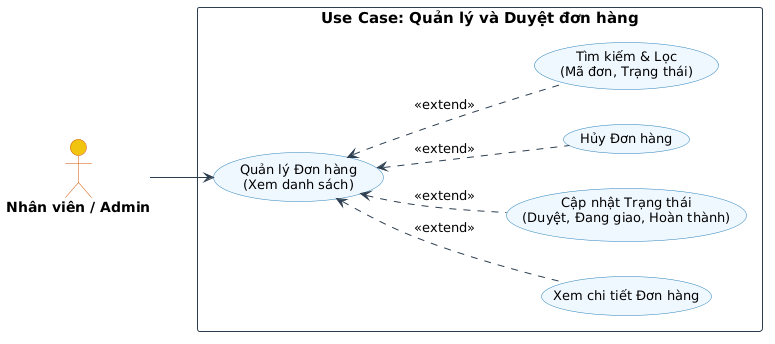 Use Case: Quản lý và Duyệt đơn hàng
Tìm kiếm & Lọc
(Mã đơn, Trạng thái)
«extend»
Hủy Đơn hàng
«extend»
Quản lý Đơn hàng
(Xem danh sách)
Nhân viên / Admin
«extend»
Cập nhật Trạng thái
(Duyệt, Đang giao, Hoàn thành)
«extend»
Xem chi tiết Đơn hàng